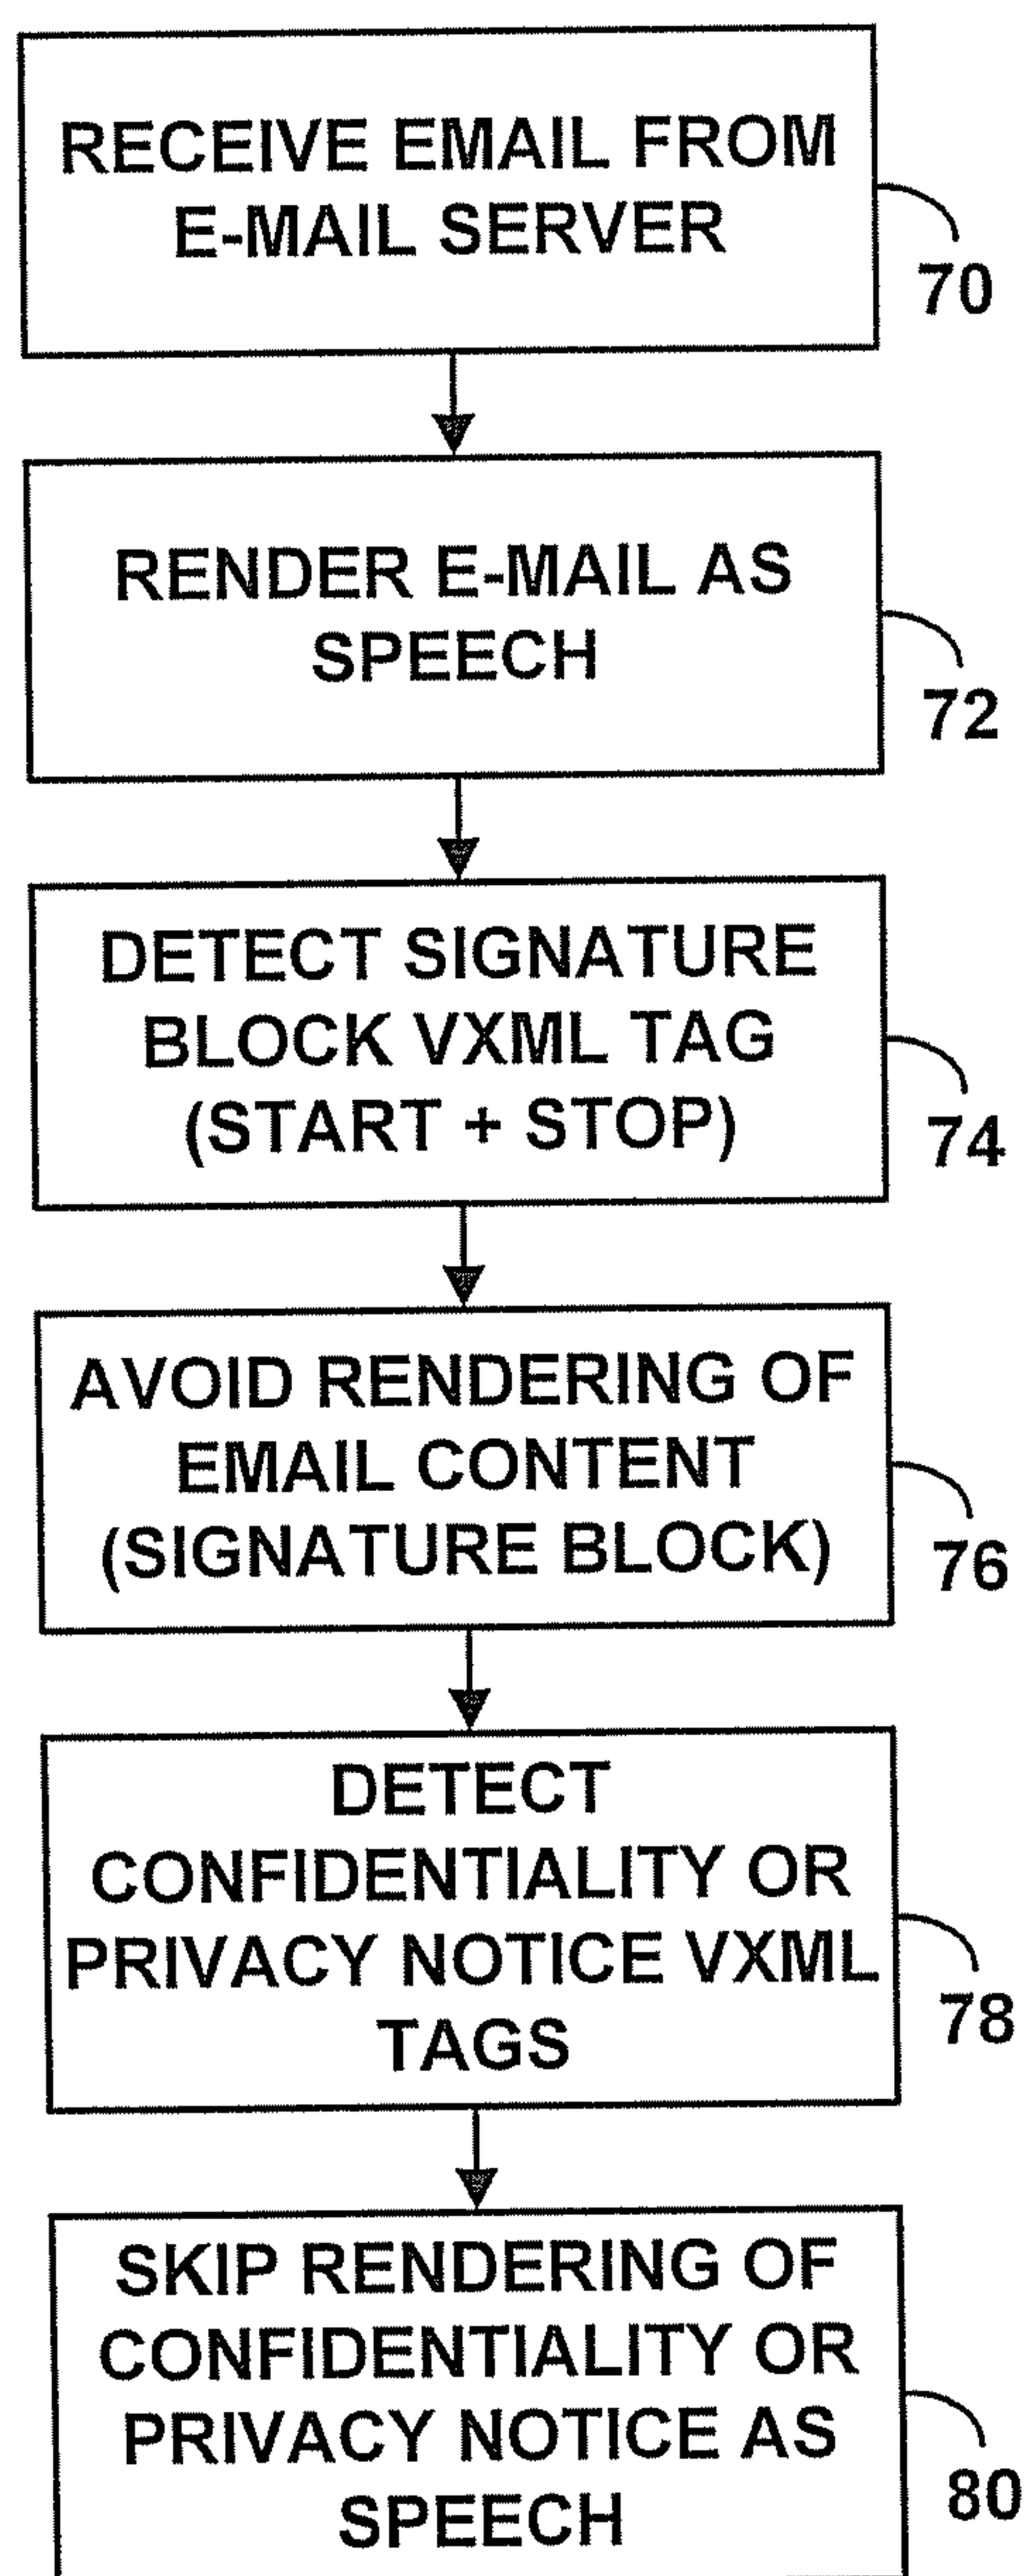 RECEIVE EMAIL FROM
E-MAIL SERVER
70
RENDER E-MAIL AS
SPEECH
72
DETECT SIGNATURE
BLOCK VXML TAG
(START + STOP)
74
AVOID RENDERING OF
EMAIL CONTENT
(SIGNATURE BLOCK)
76
DETECT
CONFIDENTIALITY OR
PRIVACY NOTICE VXML
TAGS
78
SKIP RENDERING OF
CONFIDENTIALITY OR
PRIVACY NOTICE AS
SPEECH
80